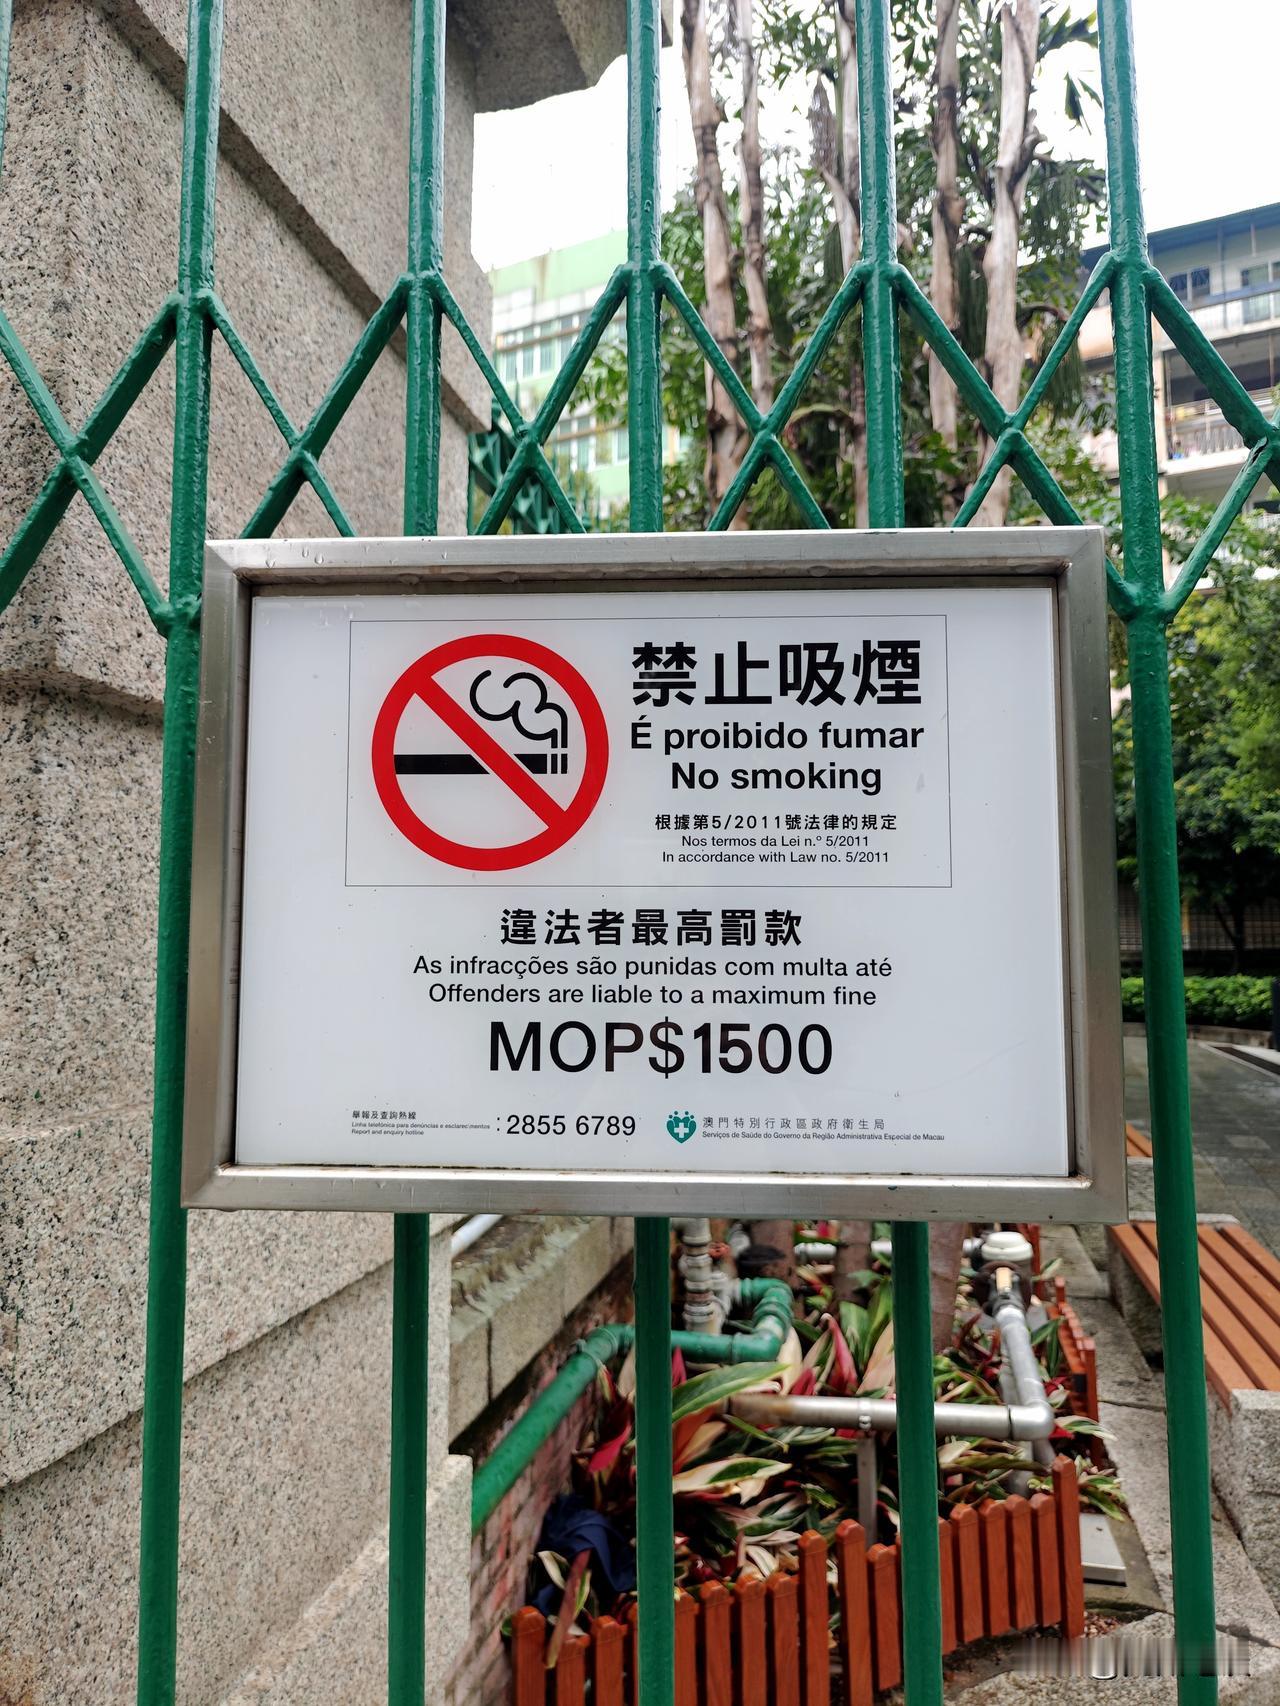 禁止吸煙
É proibido fumar
No smoking
根據第5/2011號法律的規定
Nos termos da Lei n.º 5/2011
In accordance with Law no. 5/2011
違法者最高罰款
As infracções são punidas com multa até
Offenders are liable to a maximum fine
MOP$1500
舉報及查詢熱線
Linha telefónica para denúncias e esclarecimentos
Report and enquiry hotline
: 2855 6789
澳門特別行政區政府衛生局
Serviços de Saúde do Governo da Região Administrativa Especial de Macau